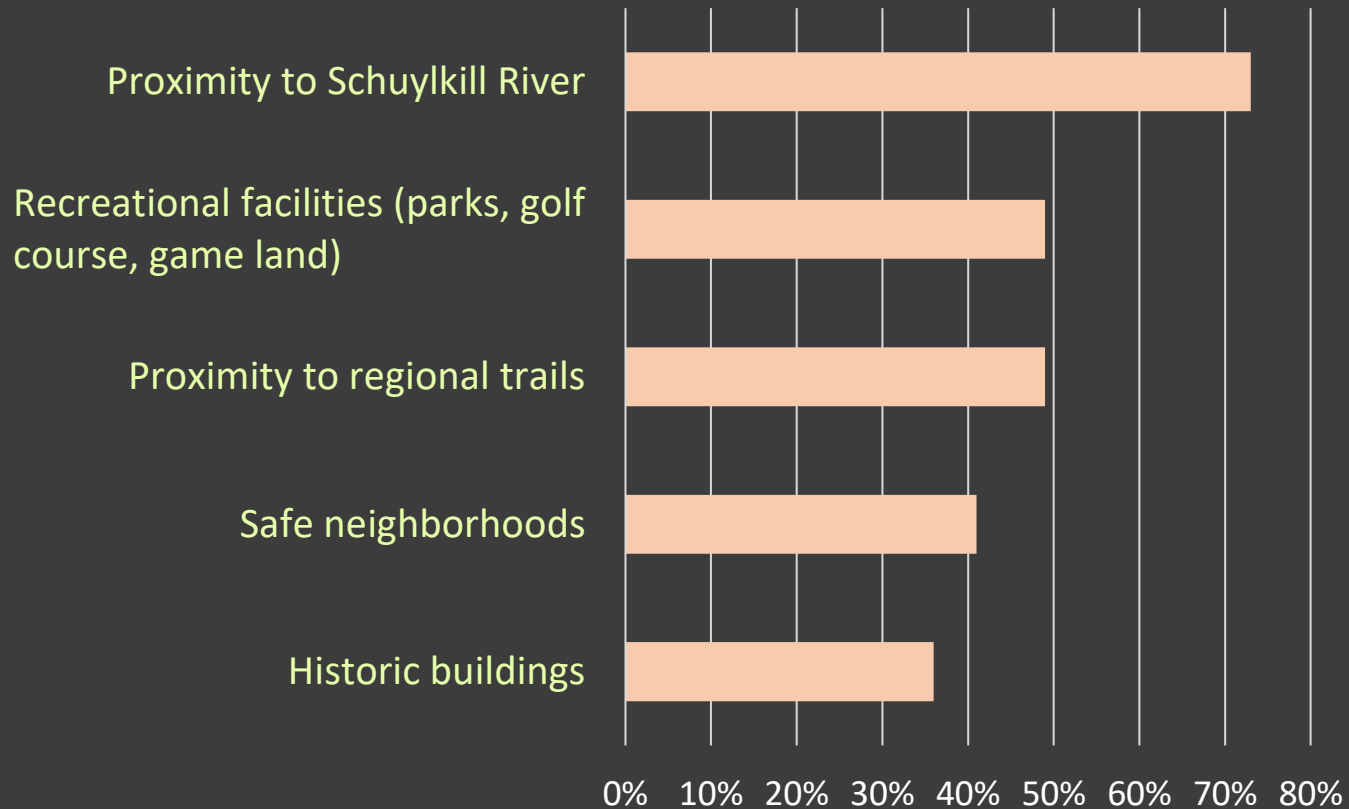 Proximity to Schuylkill River
Recreational facilities (parks, golf
course, game land)
Proximity to regional trails
Safe neighborhoods
Historic buildings
0% 10% 20% 30% 40% 50% 60% 70% 80%